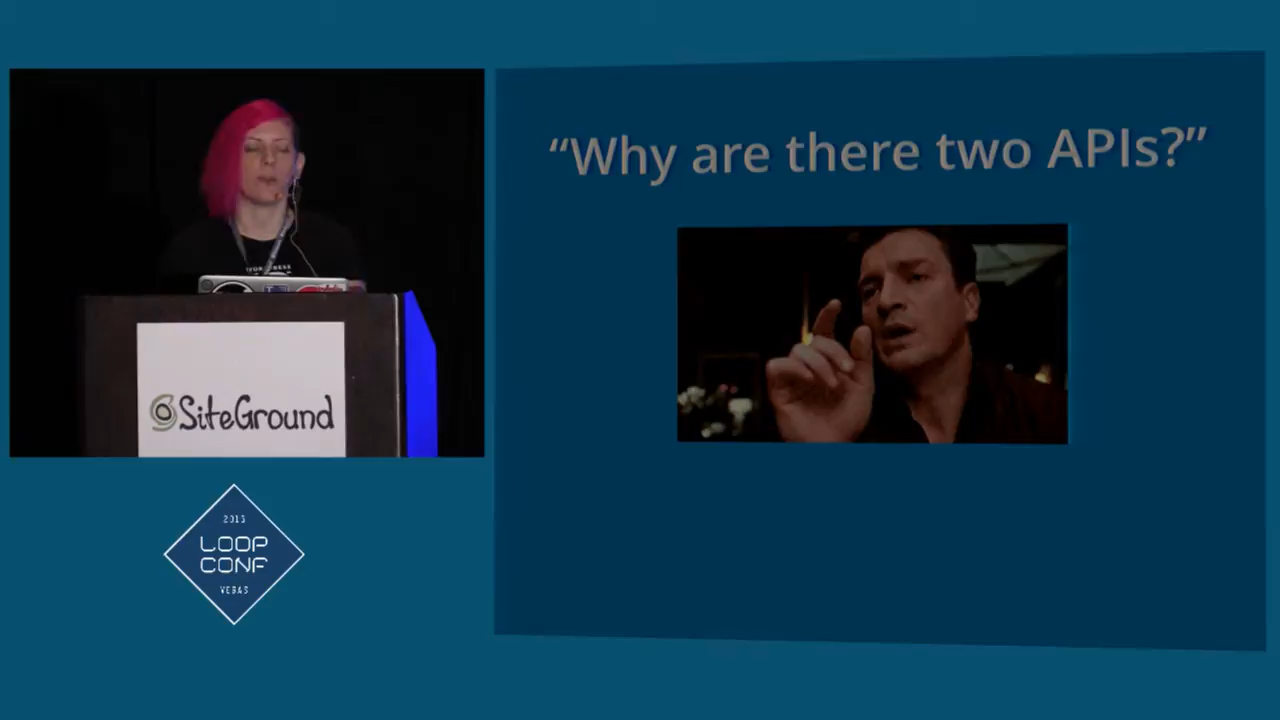 “Why are there two APIs?”
SiteGround
2015
LOOP
CONF
VEGAS